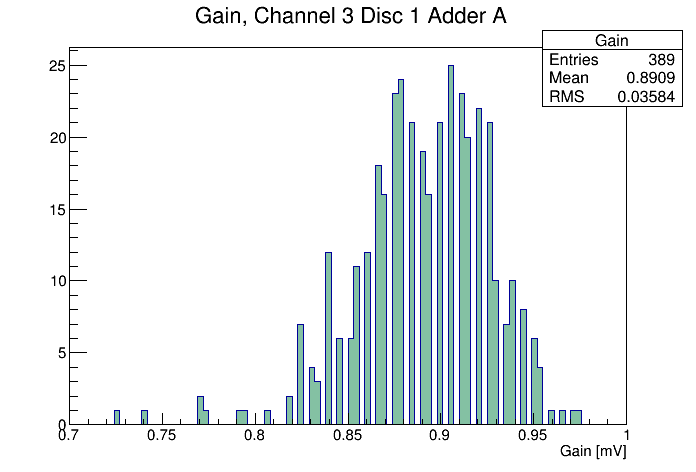 Gain, Channel 3 Disc 1 Adder A
Gain
Entries 389
Mean 0.8909
RMS 0.03584
25
20
15
10
5
0
0.7 0.75 0.8 0.85 0.9 0.95 1
Gain [mV]